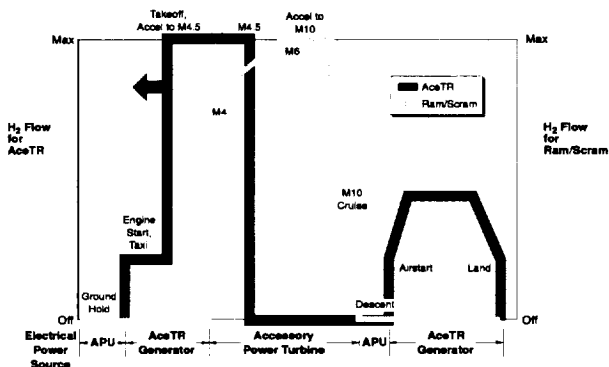 Takeoff,
Accel to M4.5
M4.5
Accel to
M10
Max
Max
M6
AceTR
Ram/Scram
M4
H2 Flow
for
AceTR
H2 Flow
for
Ram/Scram
M10
Cruise
Engine
Start,
Taxi
Airstart
Land
Ground
Hold
Descent
Off
Off
Electrical
Power
Source
APU
AceTR
Generator
Accessory
Power Turbine
APU
AceTR
Generator